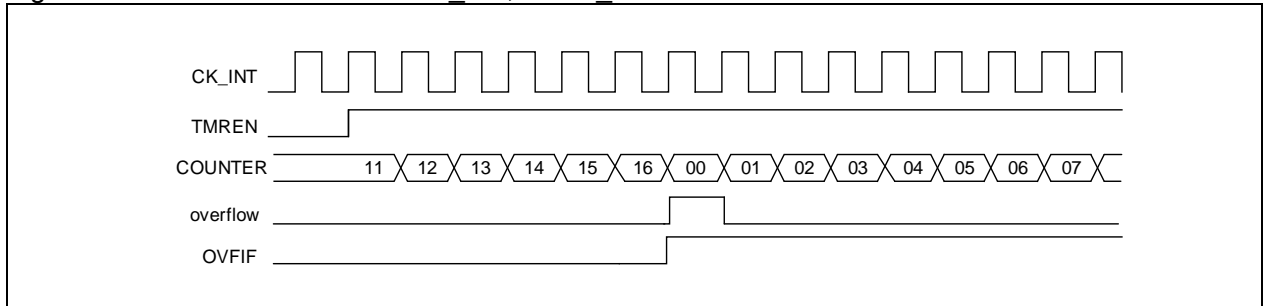 CK_INT
TMREN
COUNTER 11 12 13 14 15 16 00 01 02 03 04 05 06 07
overflow
OVFIF